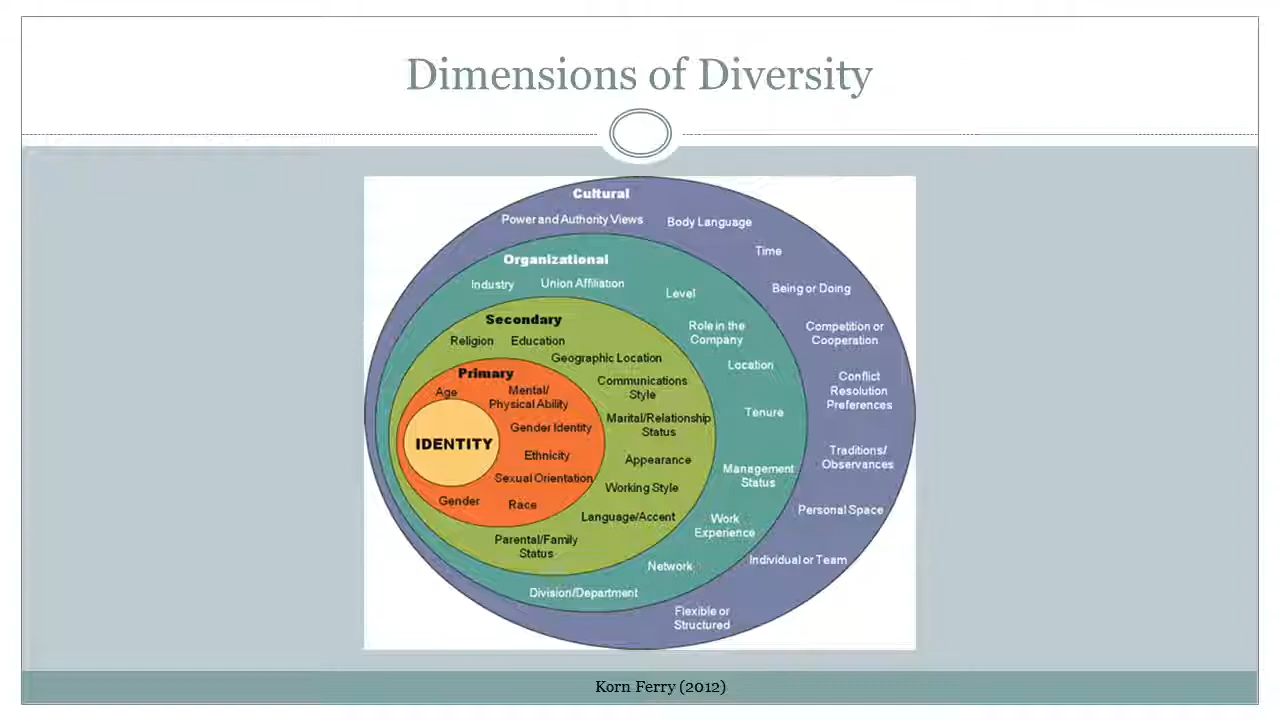 Dimensions of Diversity
Cultural
Power and Authority Views
Body Language
Time
Being or Doing
Competition or
Cooperation
Conflict
Resolution
Preferences
Traditions/
Observances
Personal Space
Individual or Team
Flexible or
Structured
Organizational
Industry
Union Affiliation
Level
Role in the
Company
Location
Tenure
Management
Status
Work
Experience
Network
Division/Department
Secondary
Religion
Education
Geographic Location
Communications
Style
Marital/Relationship
Status
Appearance
Working Style
Language/Accent
Parental/Family
Status
Primary
Age
Mental/
Physical Ability
Gender Identity
Ethnicity
Sexual Orientation
Race
Gender
IDENTITY
Korn Ferry (2012)